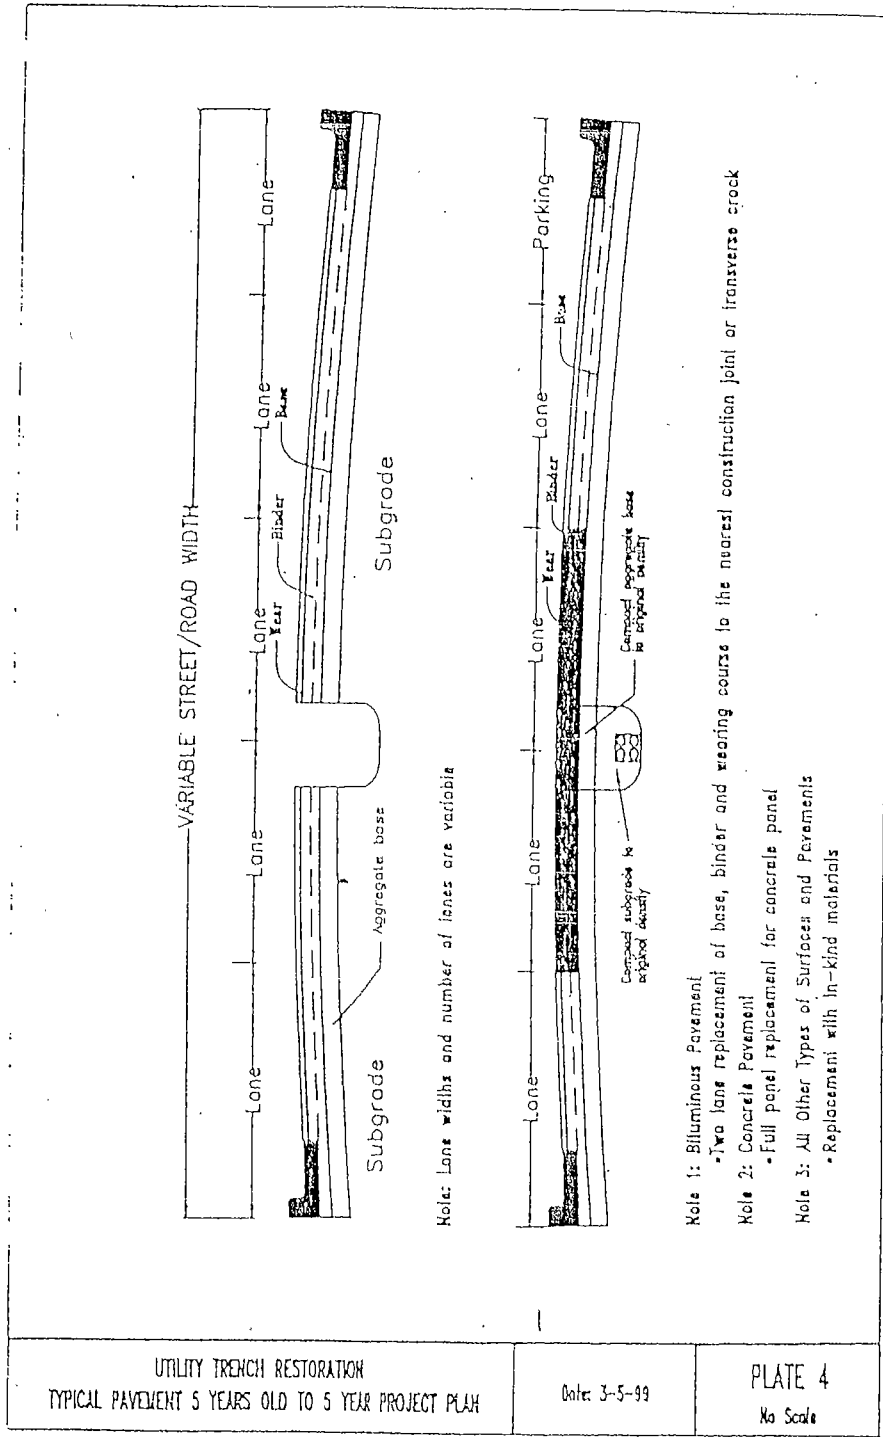 VARIABLE STREET/ROAD WIDTH
Lane
Lane
Lane
Lane
Lane
Wear
Binder
Base
Subgrade
Aggregate base
Subgrade
Note: Lane widths and number of lanes are variable
Lane
Lane
Lane
Lane
Parking
Wear
Binder
Base
Compact subgrade to
original density
Compact aggregate base
to original density
Note 1: Bituminous Pavement
•Two lane replacement of base, binder and wearing course to the nearest construction joint or transverse crack
Note 2: Concrete Pavement
•Full panel replacement for concrete panel
Note 3: All Other Types of Surfaces and Pavements
•Replacement with in-kind materials
UTILITY TRENCH RESTORATION
TYPICAL PAVEMENT 5 YEARS OLD TO 5 YEAR PROJECT PLAN
Date: 3-5-99
PLATE 4
No Scale